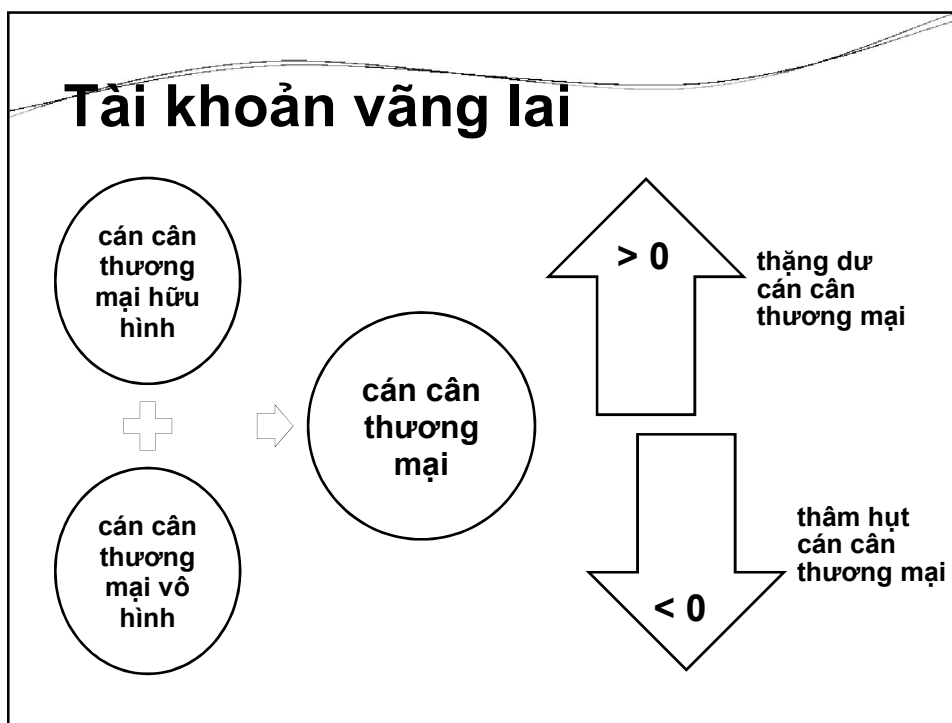 Tài khoản vãng lai
cán cân
thương
mại hữu
hình
cán cân
thương
mại vô
hình
cán cân
thương
mại
> 0
thặng dư
cán cân
thương mại
< 0
thâm hụt
cán cân
thương mại